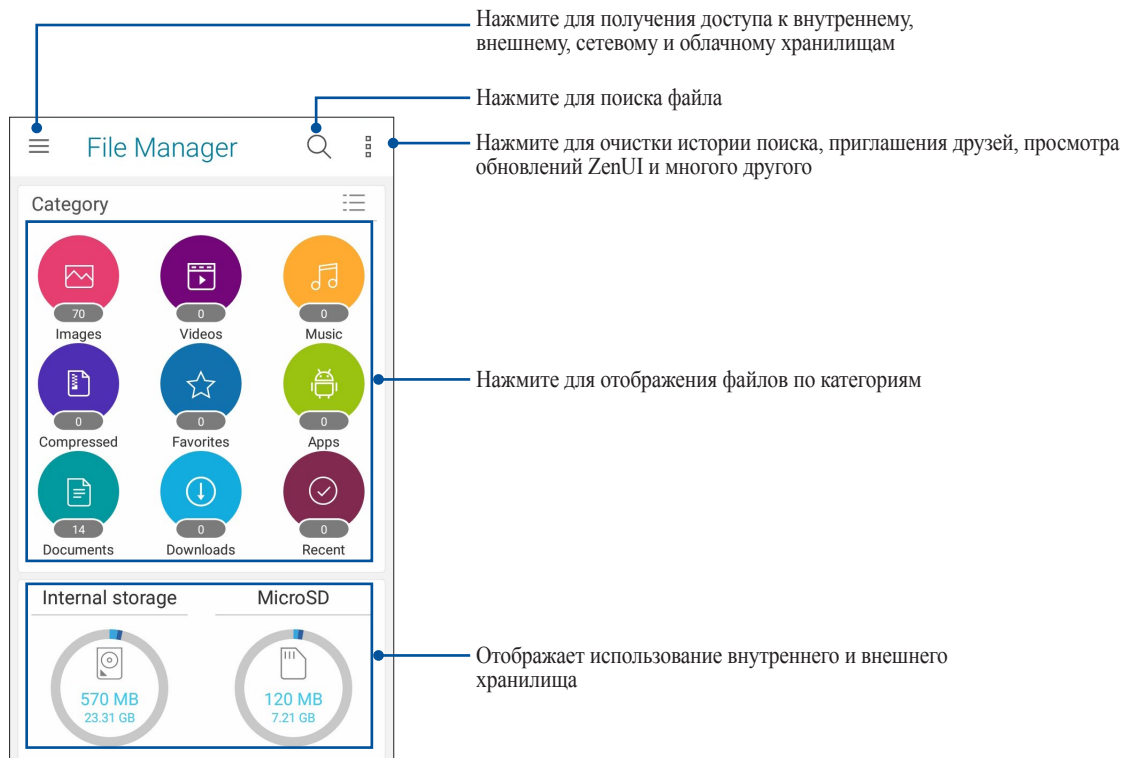 Нажмите для получения доступа к внутреннему,
внешнему, сетевому и облачному хранилищам
Нажмите для поиска файла
File Manager
Нажмите для очистки истории поиска, приглашения друзей, просмотра
обновлений ZenUI и многого другого
Category
70 0 0
Images Videos Music
Нажмите для отображения файлов по категориям
0 0 0
Compressed Favorites Apps
14 0 0
Documents Downloads Recent
Internal storage MicroSD
Отображает использование внутреннего и внешнего
хранилища
570 MB 120 MB
23.31 GB 7.21 GB